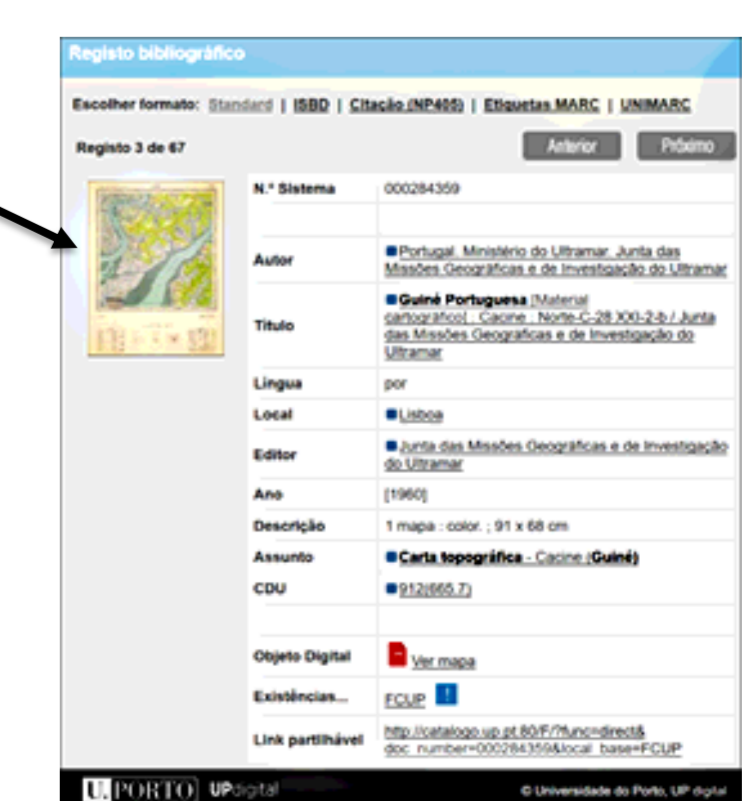 Registo bibliográfico
Escolher formato: Standard | ISBD | Citação (NP405) | Etiquetas MARC | UNIMARC
Registo 3 de 67
Anterior Próximo
N.º Sistema 000284359
Autor Portugal. Ministério do Ultramar. Junta das
Missões Geográficas e de Investigação do Ultramar
Título Guiné Portuguesa [Material
cartográfico] : Cacine : Norte-C-28 XXI-2-b / Junta
das Missões Geográficas e de Investigação do
Ultramar
Língua por
Local Lisboa
Editor Junta das Missões Geográficas e de Investigação
do Ultramar
Ano [1960]
Descrição 1 mapa : color. ; 91 x 68 cm
Assunto Carta topográfica - Cacine (Guiné)
CDU 912(665.7)
Objeto Digital Ver mapa
Existências... FCUP
Link partilhável http://catalogo.up.pt:80/F/?func=direct&
doc_number=000284359&local_base=FCUP
U. PORTO UPdigital © Universidade do Porto, UP digital